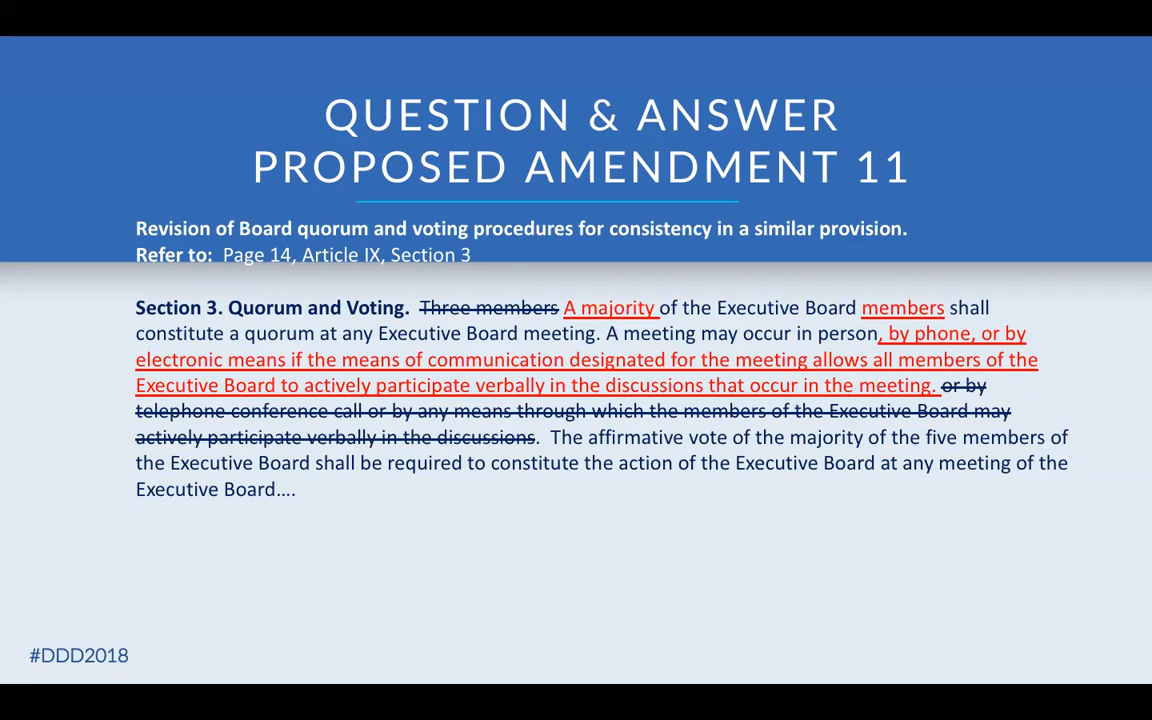 QUESTION & ANSWER
PROPOSED AMENDMENT 11
Revision of Board quorum and voting procedures for consistency in a similar provision.
Refer to: Page 14, Article IX, Section 3
Section 3. Quorum and Voting. Three members A majority of the Executive Board members shall
constitute a quorum at any Executive Board meeting. A meeting may occur in person, by phone, or by
electronic means if the means of communication designated for the meeting allows all members of the
Executive Board to actively participate verbally in the discussions that occur in the meeting. or by
telephone conference call or by any means through which the members of the Executive Board may
actively participate verbally in the discussions. The affirmative vote of the majority of the five members of
the Executive Board shall be required to constitute the action of the Executive Board at any meeting of the
Executive Board....
#DDD2018